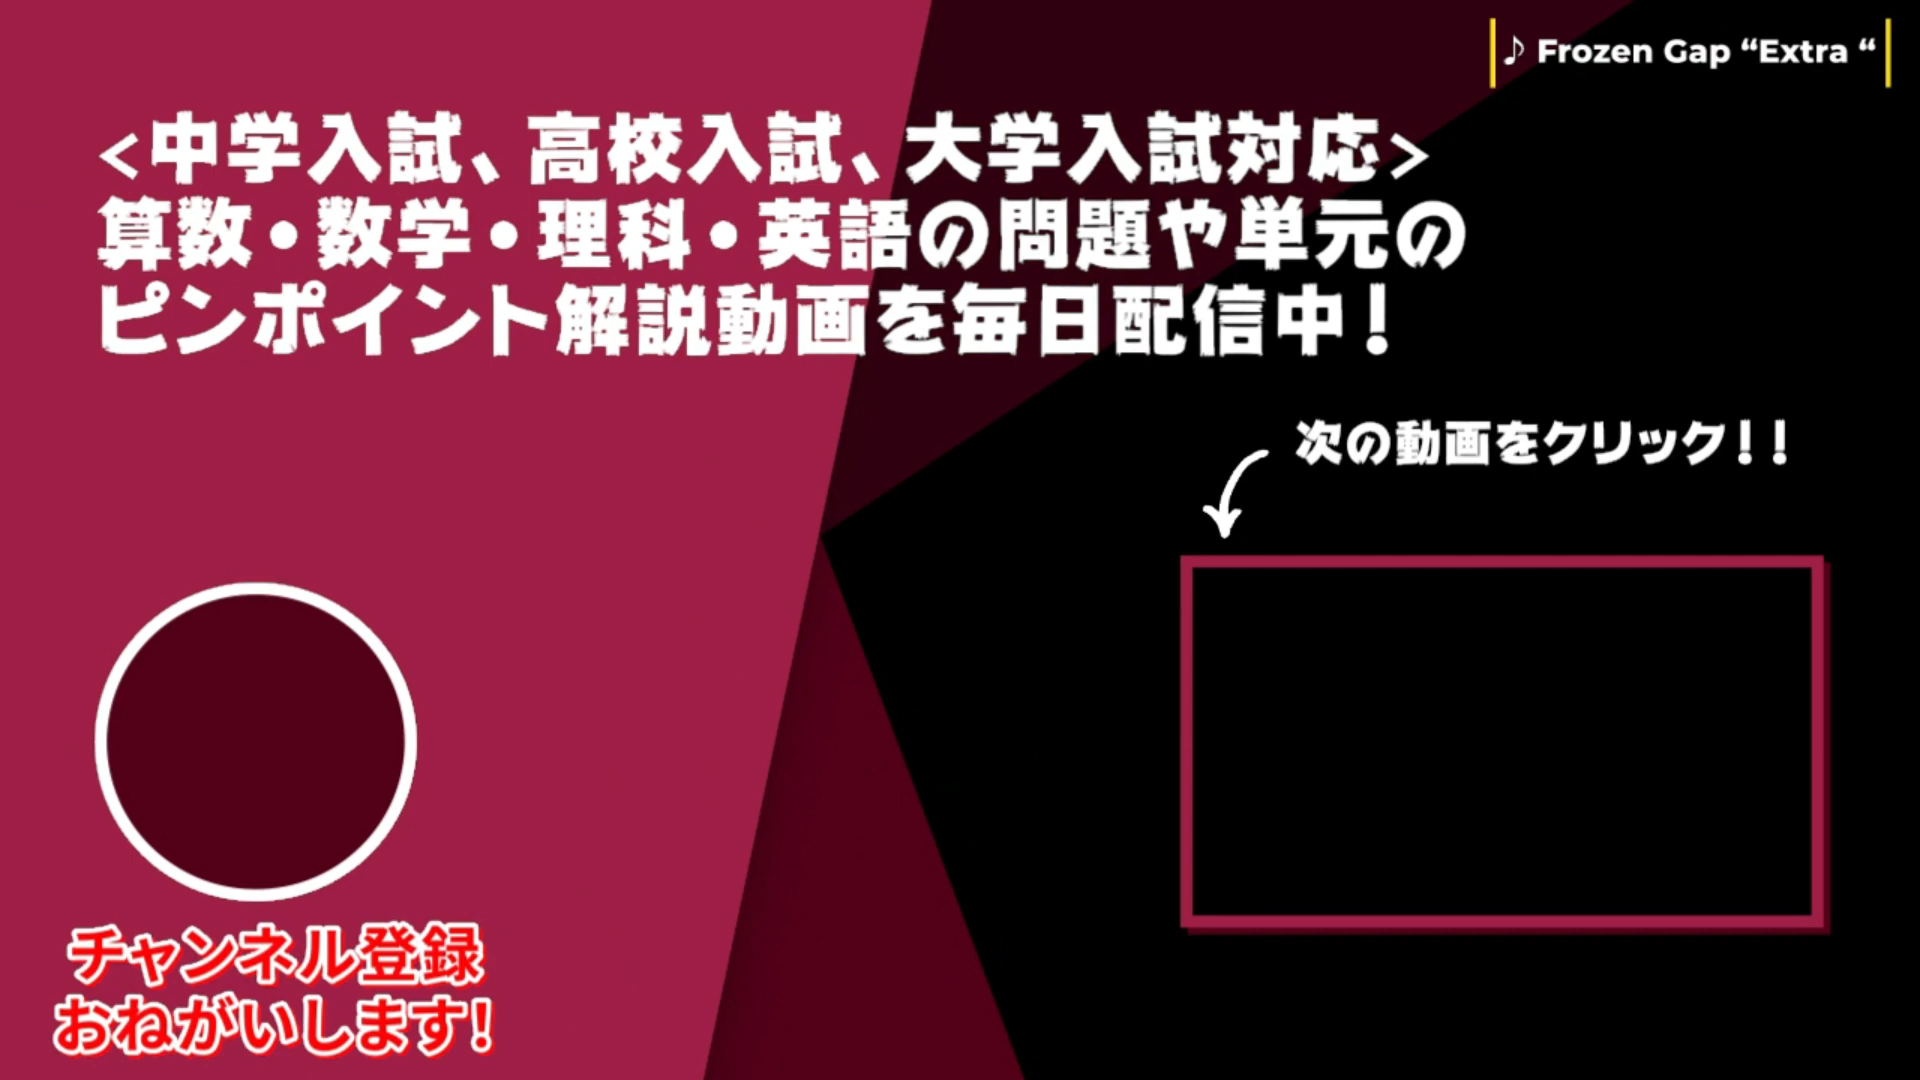 ♪ Frozen Gap “Extra “
<中学入試、高校入試、大学入試対応>
算数・数学・理科・英語の問題や単元の
ピンポイント解説動画を毎日配信中！
次の動画をクリック！！
チャンネル登録
おねがいします！